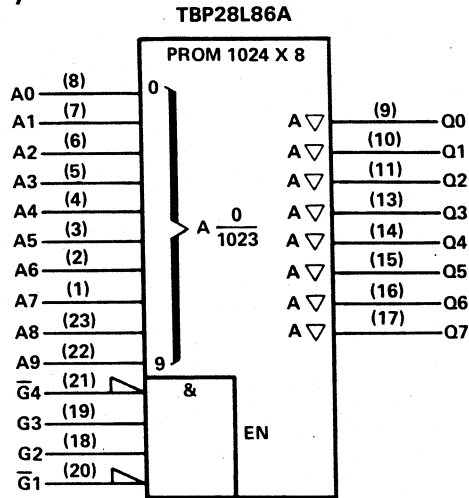 TBP28L86A
PROM 1024 X 8
A0 (8) 0
A1 (7) A ▽ (9) Q0
A2 (6) A ▽ (10) Q1
A3 (5) A ▽ (11) Q2
A4 (4) A ▽ (13) Q3
A5 (3) A 0/1023 A ▽ (14) Q4
A6 (2) A ▽ (15) Q5
A7 (1) A ▽ (16) Q6
A8 (23) A ▽ (17) Q7
A9 (22) 9
G̅4 (21) &
G3 (19) EN
G2 (18)
G̅1 (20)